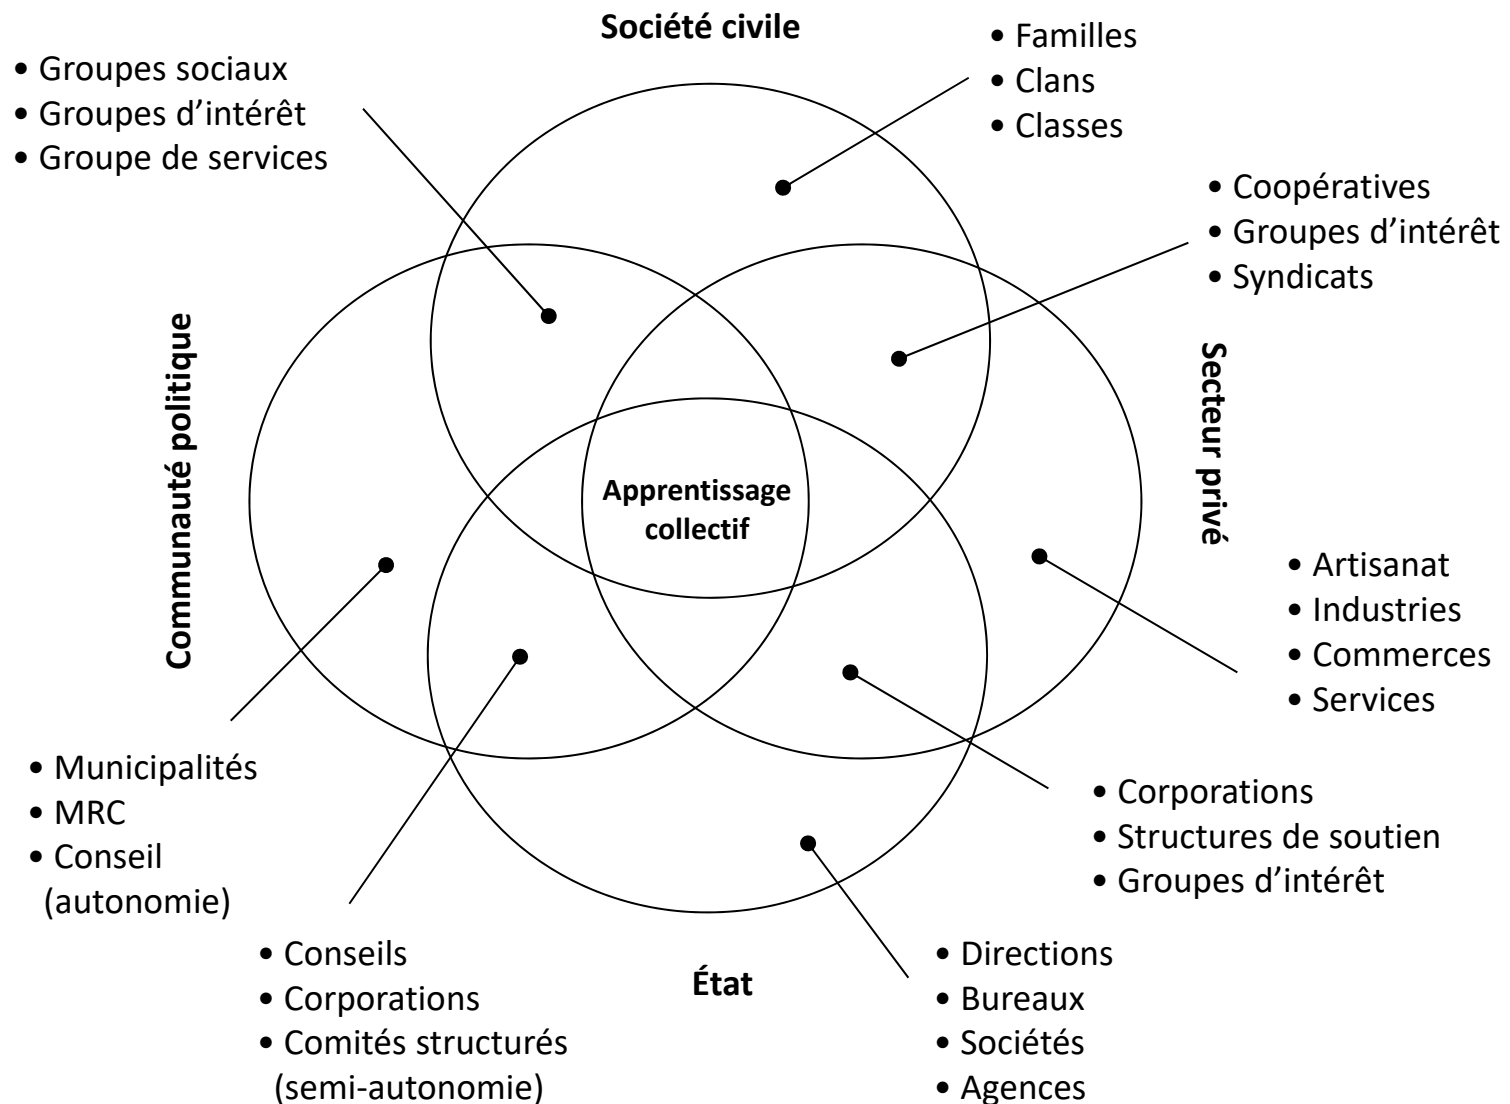 Société civile
• Groupes sociaux
• Groupes d’intérêt
• Groupe de services
• Familles
• Clans
• Classes
• Coopératives
• Groupes d’intérêt
• Syndicats
Communauté politique
Secteur privé
Apprentissage
collectif
• Artisanat
• Industries
• Commerces
• Services
• Municipalités
• MRC
• Conseil
(autonomie)
• Corporations
• Structures de soutien
• Groupes d’intérêt
• Conseils
• Corporations
• Comités structurés
(semi-autonomie)
État
• Directions
• Bureaux
• Sociétés
• Agences